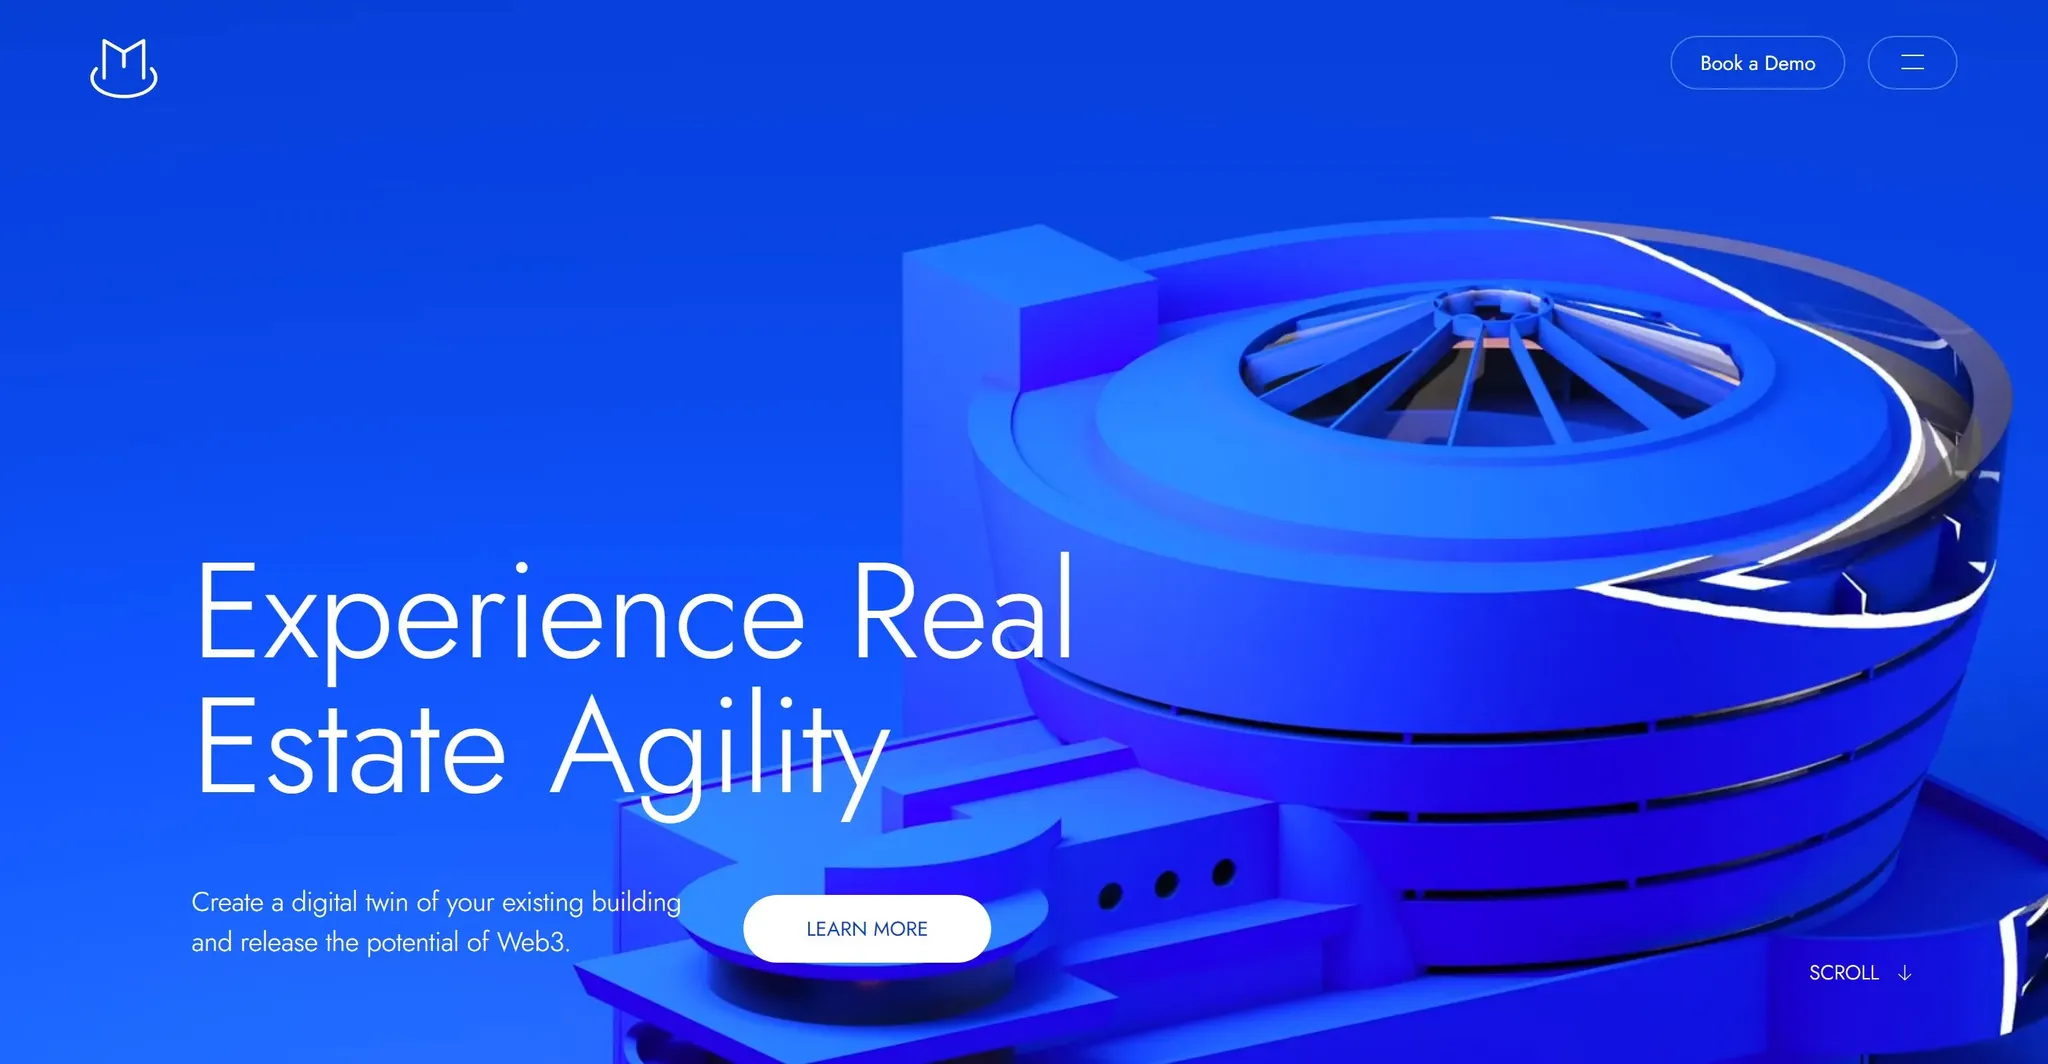 Book a Demo
Experience Real
Estate Agility
Create a digital twin of your existing building
and release the potential of Web3.
LEARN MORE
SCROLL ↓